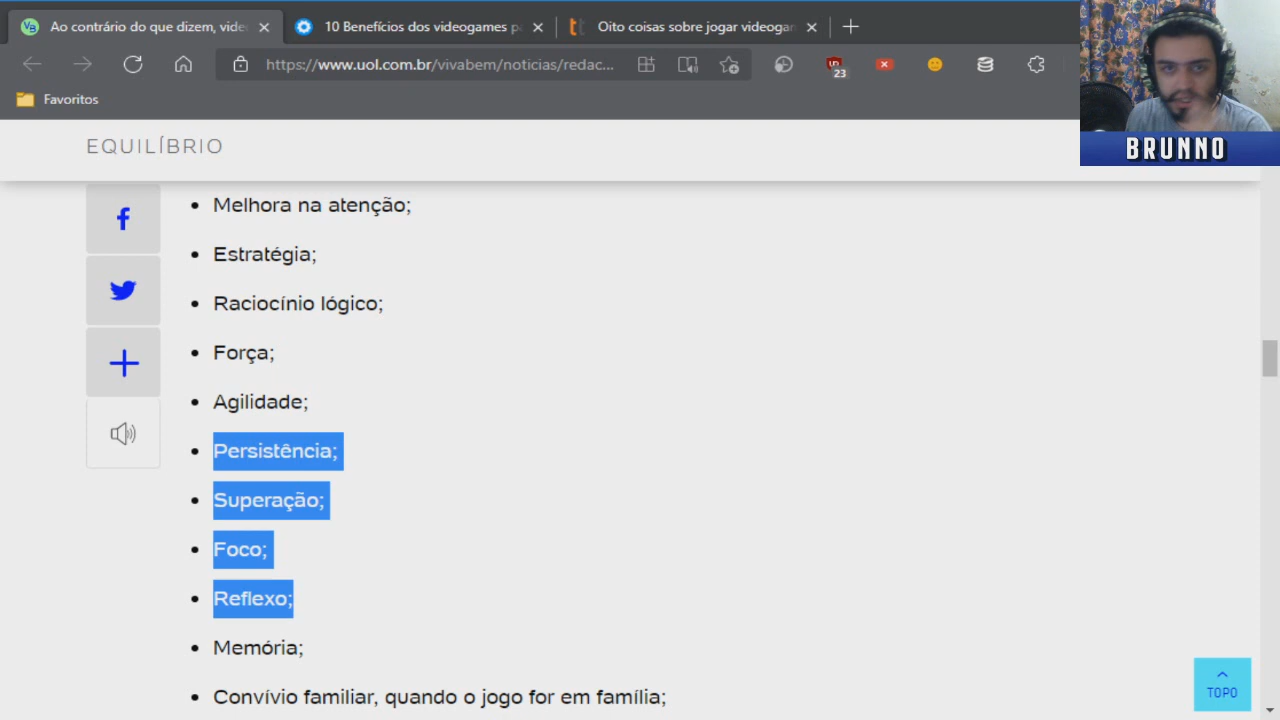 Ao contrário do que dizem, vide
10 Benefícios dos videogames p
Oito coisas sobre jogar videogam
https://www.uol.com.br/vivabem/noticias/redac...
23
Favoritos
BRUNNO
EQUILÍBRIO
Melhora na atenção;
Estratégia;
Raciocínio lógico;
Força;
Agilidade;
Persistência;
Superação;
Foco;
Reflexo;
Memória;
Convívio familiar, quando o jogo for em família;
TOPO